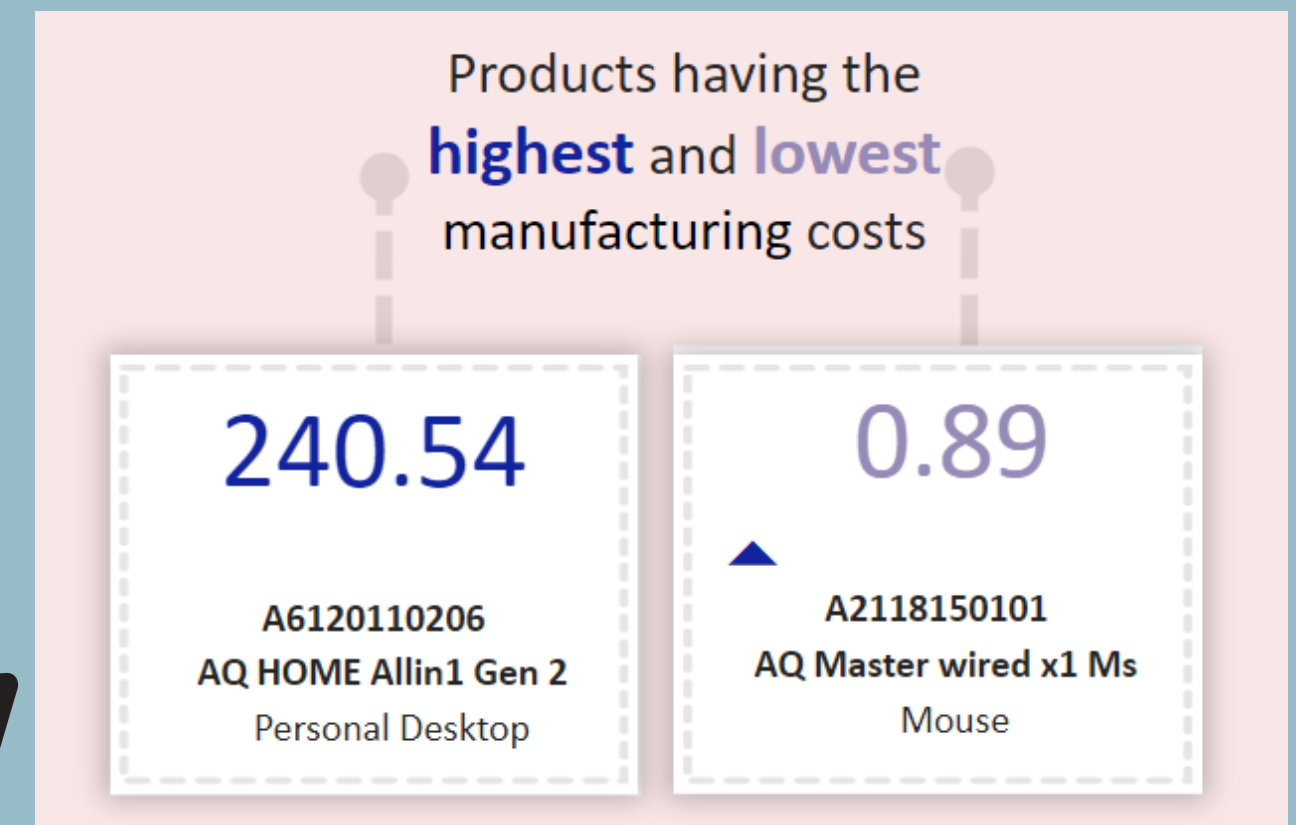 Products having the
highest and lowest
manufacturing costs
240.54
A6120110206
AQ HOME Allin1 Gen 2
Personal Desktop
0.89
A2118150101
AQ Master wired x1 Ms
Mouse